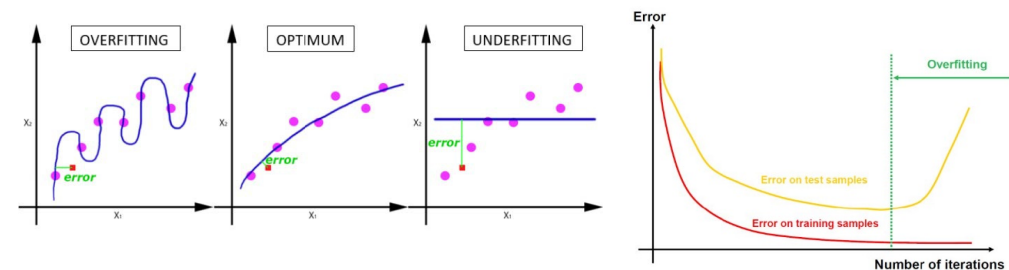 OVERFITTING
X₂
error
X₁
OPTIMUM
X₂
error
X₁
UNDERFITTING
X₂
error
X₁
Error
Overfitting
Error on test samples
Error on training samples
Number of iterations